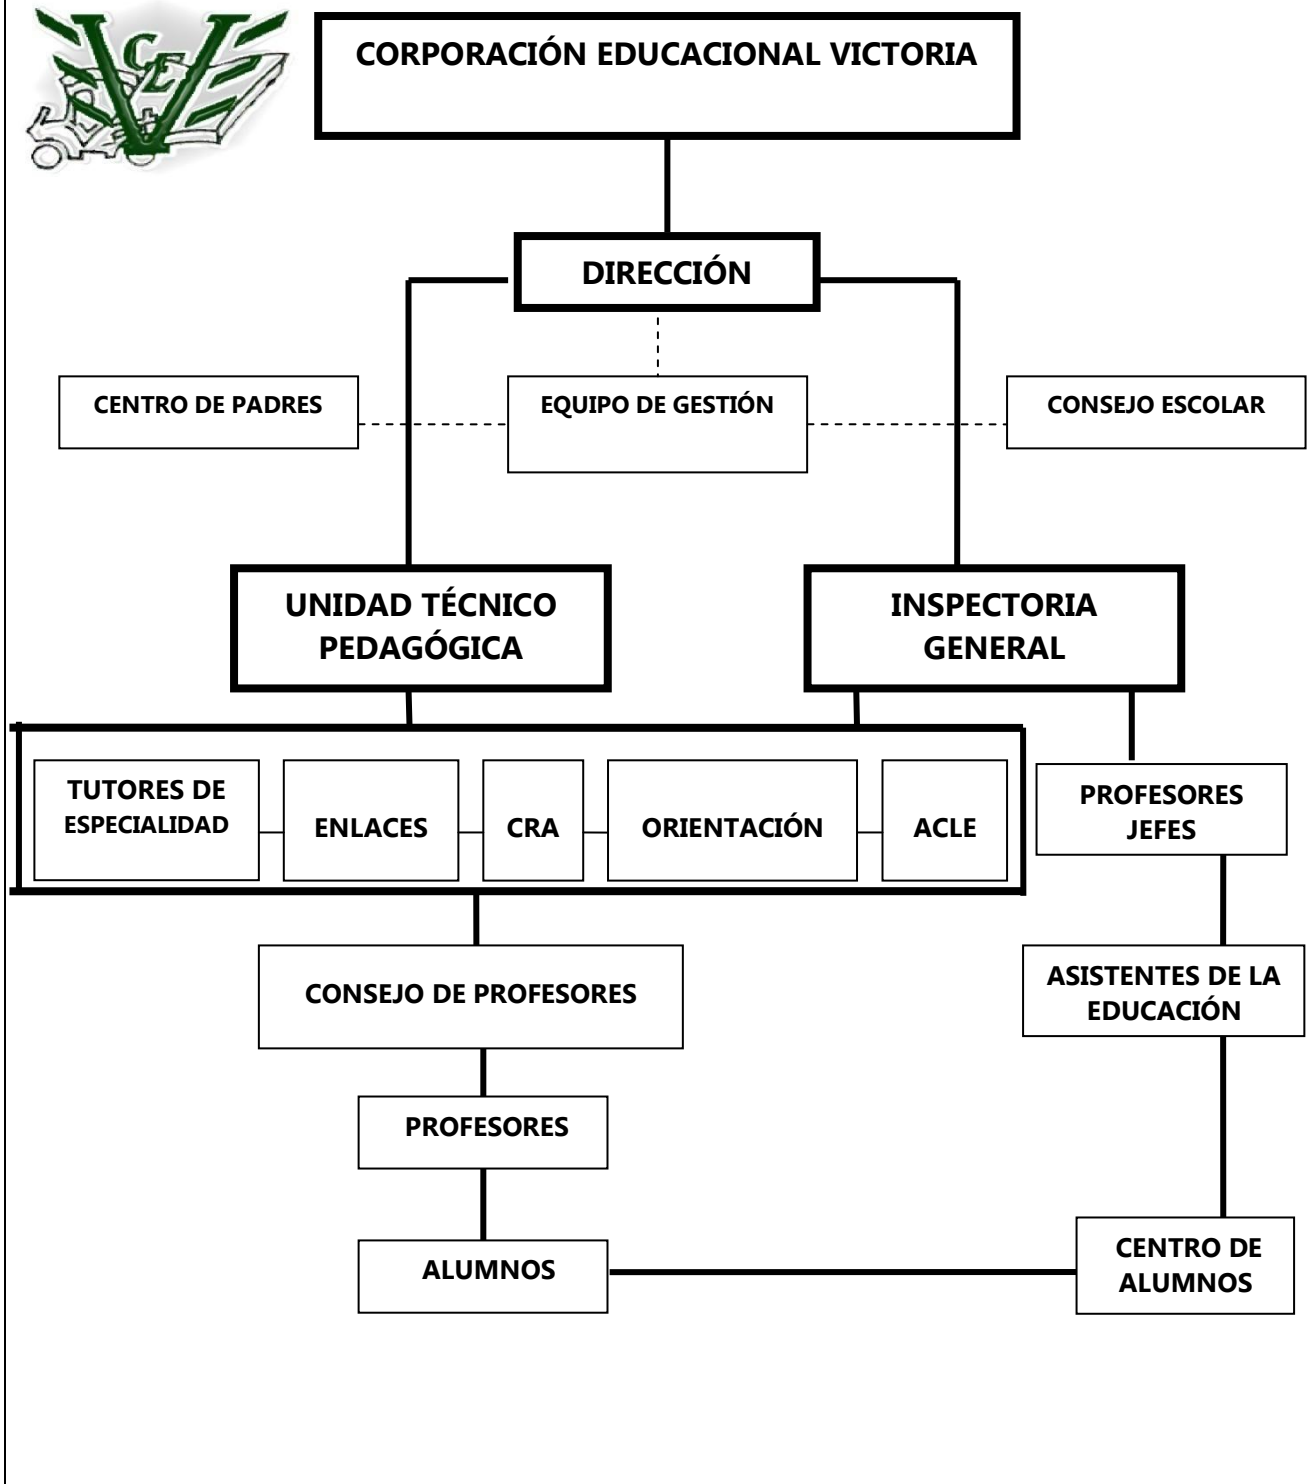 CEV
CORPORACIÓN EDUCACIONAL VICTORIA
DIRECCIÓN
CENTRO DE PADRES
EQUIPO DE GESTIÓN
CONSEJO ESCOLAR
UNIDAD TÉCNICO
PEDAGÓGICA
INSPECTORIA
GENERAL
TUTORES DE
ESPECIALIDAD
ENLACES
CRA
ORIENTACIÓN
ACLE
PROFESORES
JEFES
CONSEJO DE PROFESORES
ASISTENTES DE LA
EDUCACIÓN
PROFESORES
ALUMNOS
CENTRO DE
ALUMNOS